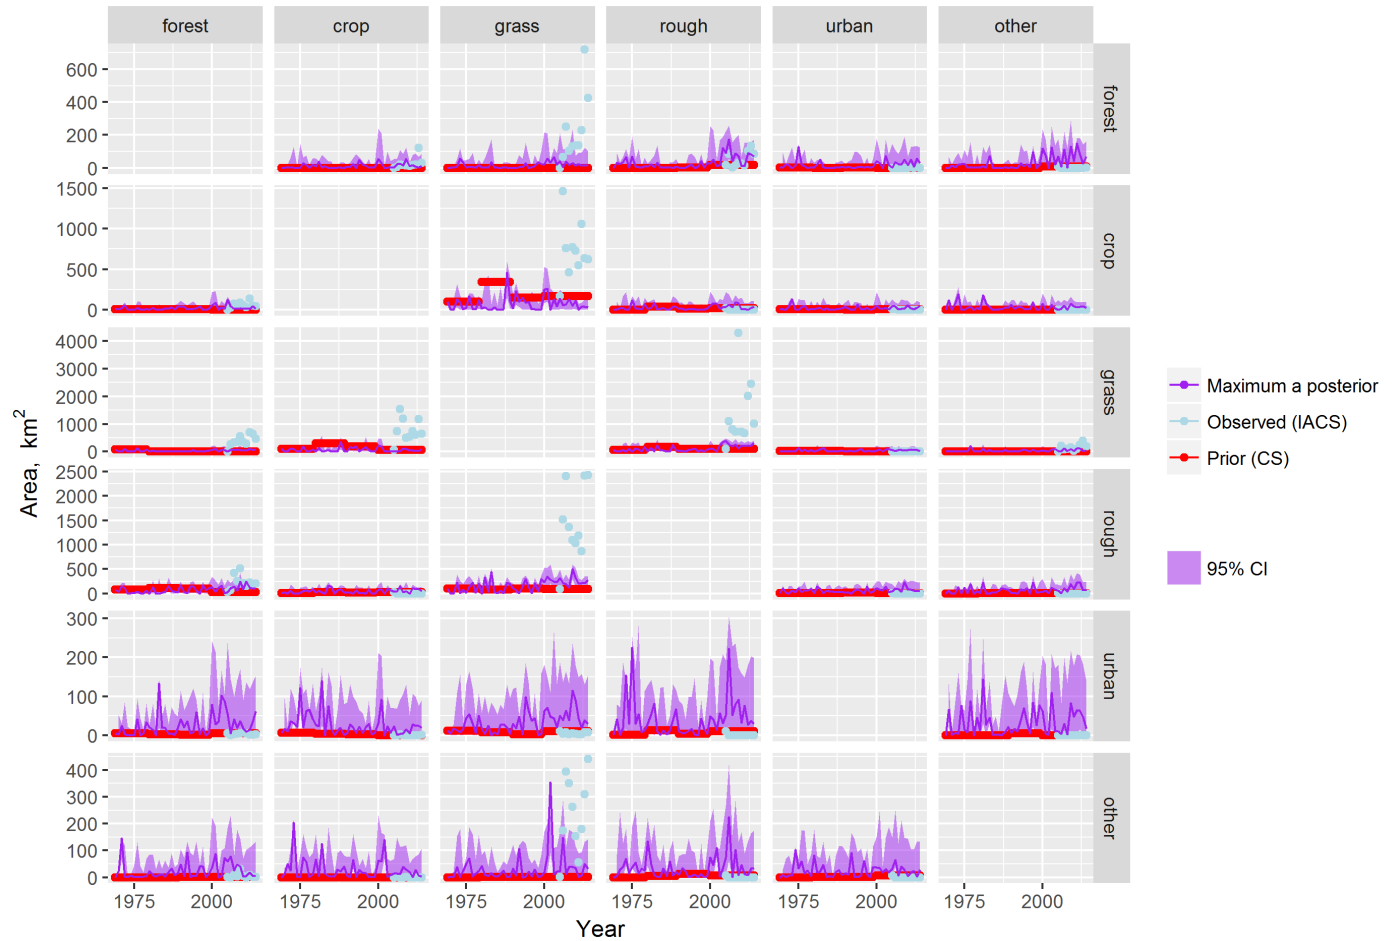 forest crop grass rough urban other
600
400
200
0
forest
1500
1000
500
0
crop
4000
3000
2000
1000
0
grass
2500
2000
1500
1000
500
0
rough
300
200
100
0
urban
400
300
200
100
0
other
1975 2000 1975 2000 1975 2000 1975 2000 1975 2000 1975 2000
Year
Area, km2
Maximum a posterior
Observed (IACS)
Prior (CS)
95% CI